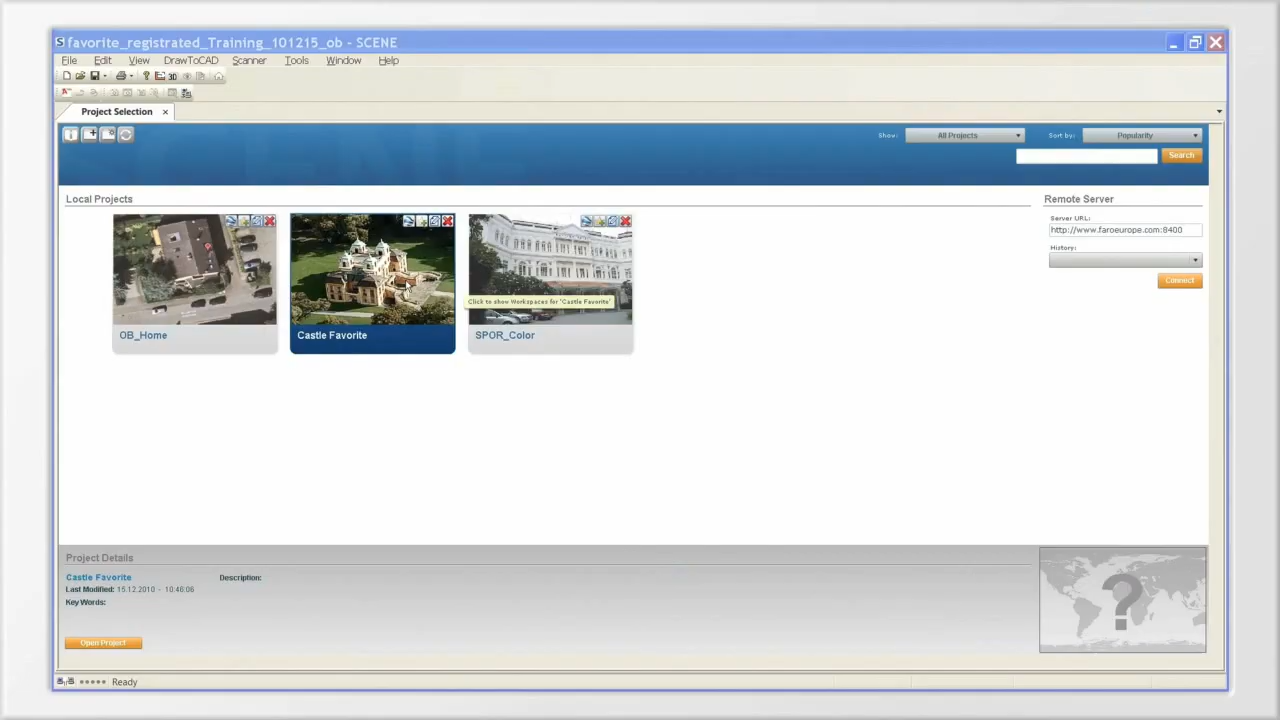 favorite_registrated_Training_101215_ob - SCENE
File Edit View DrawToCAD Scanner Tools Window Help
3D
Project Selection
Show: All Projects Sort by: Popularity
Search
Local Projects
Remote Server
Server URL:
http://www.faroeurope.com:8400
History:
Connect
Click to show Workspaces for 'Castle Favorite'
OB_Home
Castle Favorite
SPOR_Color
Project Details
Castle Favorite
Description:
Last Modified: 15.12.2010 - 10:46:06
Key Words:
Open Project
Ready